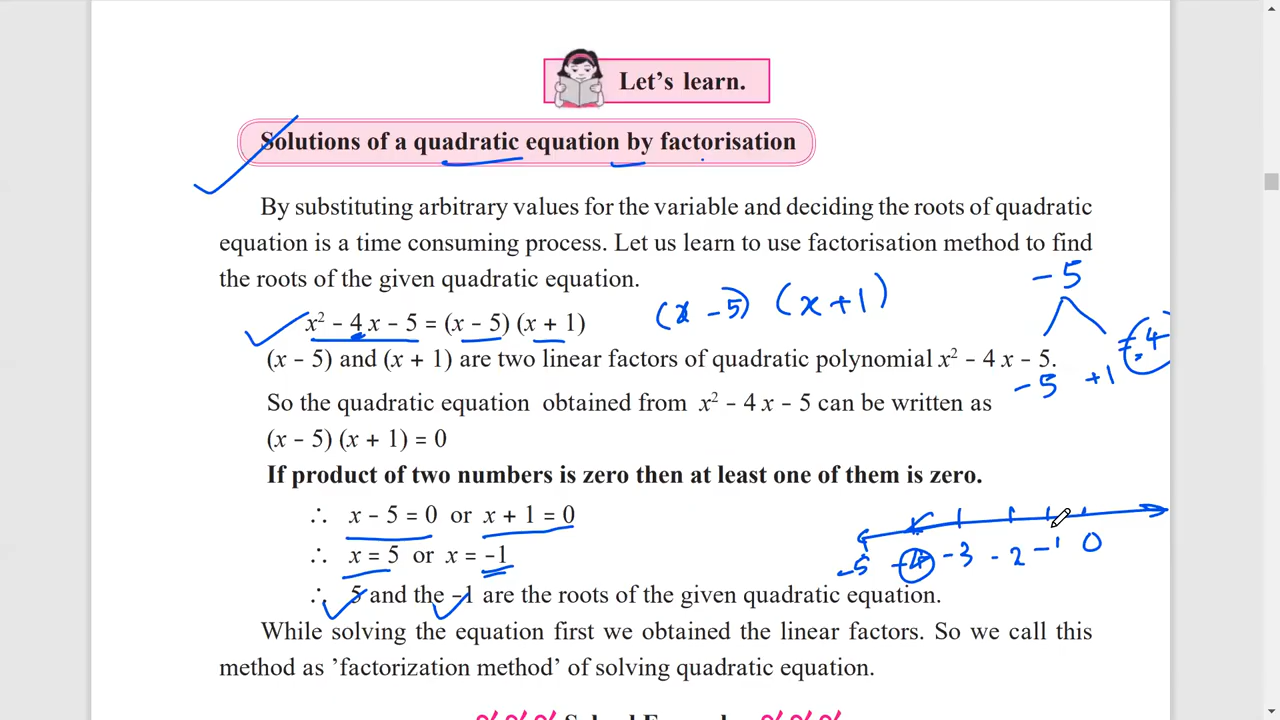 Let's learn.
Solutions of a quadratic equation by factorisation
By substituting arbitrary values for the variable and deciding the roots of quadratic
equation is a time consuming process. Let us learn to use factorisation method to find
the roots of the given quadratic equation.
-5
(x -5) (x+1)
x² - 4 x - 5 = (x - 5) (x + 1)
= -4
(x - 5) and (x + 1) are two linear factors of quadratic polynomial x² - 4 x - 5.
-5 +1
So the quadratic equation obtained from x² - 4 x - 5 can be written as
(x - 5) (x + 1) = 0
If product of two numbers is zero then at least one of them is zero.
∴ x - 5 = 0 or x + 1 = 0
∴ x = 5 or x = -1
-5 -4 -3 -2 -1 0
∴ 5 and the -1 are the roots of the given quadratic equation.
While solving the equation first we obtained the linear factors. So we call this
method as ’factorization method’ of solving quadratic equation.